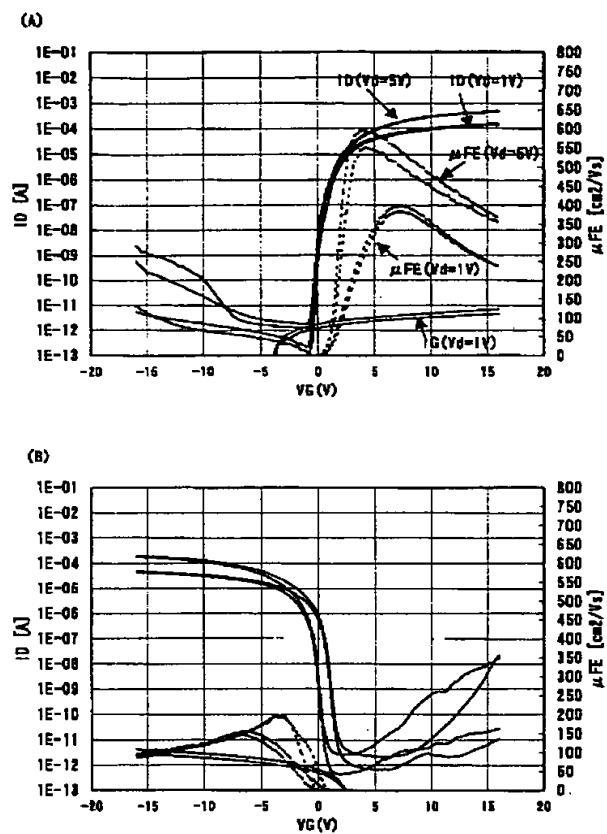 (A)
1E-01 800
1E-02 750
1E-03 700
1E-04 650
1E-05 600
1E-06 550
1E-07 500
1E-08 450
1E-09 400
1E-10 350
1E-11 300
1E-12 250
1E-13 200
150
100
50
0
ID [A]
μFE [cm2/Vs]
ID(Vd=5V)
ID(Vd=1V)
μFE(Vd=5V)
μFE(Vd=1V)
G(Vd=1V)
-20 -15 -10 -5 0 5 10 15 20
VG(V)
(B)
1E-01 800
1E-02 750
1E-03 700
1E-04 650
1E-05 600
1E-06 550
1E-07 500
1E-08 450
1E-09 400
1E-10 350
1E-11 300
1E-12 250
1E-13 200
150
100
50
0
ID [A]
μFE [cm2/Vs]
-20 -15 -10 -5 0 5 10 15 20
VG(V)